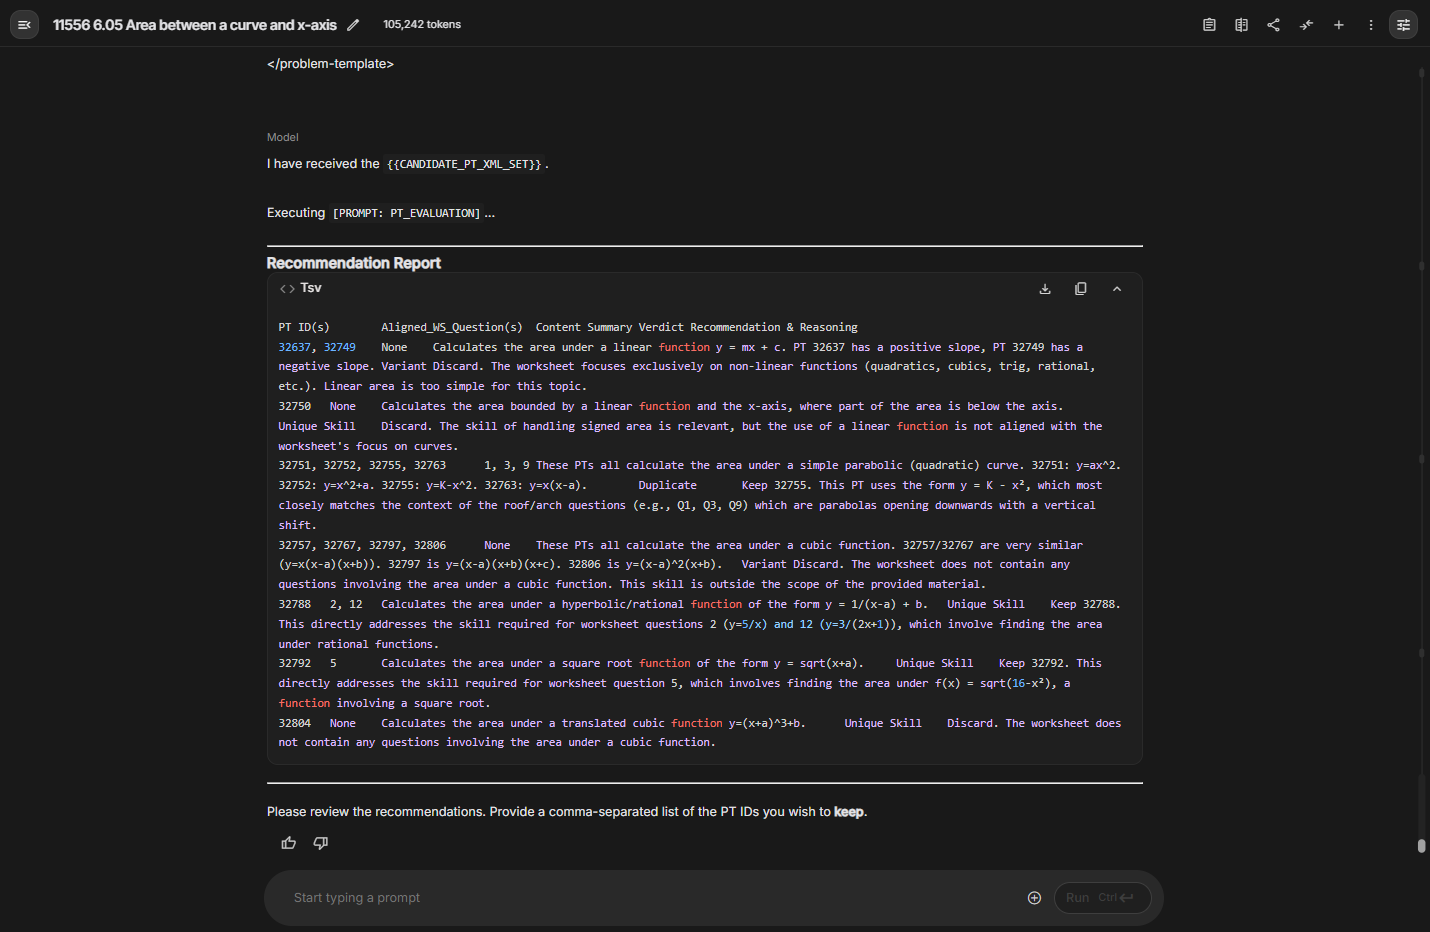 11556 6.05 Area between a curve and x-axis
105,242 tokens
</problem-template>
Model
I have received the {{CANDIDATE_PT_XML_SET}}.
Executing [PROMPT: PT_EVALUATION] ...
Recommendation Report
<> Tsv
PT ID(s) Aligned_WS_Question(s) Content Summary Verdict Recommendation & Reasoning
32637, 32749 None Calculates the area under a linear function y = mx + c. PT 32637 has a positive slope, PT 32749 has a
negative slope. Variant Discard. The worksheet focuses exclusively on non-linear functions (quadratics, cubics, trig, rational,
etc.). Linear area is too simple for this topic.
32750 None Calculates the area bounded by a linear function and the x-axis, where part of the area is below the axis.
Unique Skill Discard. The skill of handling signed area is relevant, but the use of a linear function is not aligned with the
worksheet's focus on curves.
32751, 32752, 32755, 32763 1, 3, 9 These PTs all calculate the area under a simple parabolic (quadratic) curve. 32751: y=ax^2.
32752: y=x^2+a. 32755: y=K-x^2. 32763: y=x(x-a). Duplicate Keep 32755. This PT uses the form y = K - x², which most
closely matches the context of the roof/arch questions (e.g., Q1, Q3, Q9) which are parabolas opening downwards with a vertical
shift.
32757, 32767, 32797, 32806 None These PTs all calculate the area under a cubic function. 32757/32767 are very similar
(y=x(x-a)(x+b)). 32797 is y=(x-a)(x+b)(x+c). 32806 is y=(x-a)^2(x+b). Variant Discard. The worksheet does not contain any
questions involving the area under a cubic function. This skill is outside the scope of the provided material.
32788 2, 12 Calculates the area under a hyperbolic/rational function of the form y = 1/(x-a) + b. Unique Skill Keep 32788.
This directly addresses the skill required for worksheet questions 2 (y=5/x) and 12 (y=3/(2x+1)), which involve finding the area
under rational functions.
32792 5 Calculates the area under a square root function of the form y = sqrt(x+a). Unique Skill Keep 32792. This
directly addresses the skill required for worksheet question 5, which involves finding the area under f(x) = sqrt(16-x²), a
function involving a square root.
32804 None Calculates the area under a translated cubic function y=(x+a)^3+b. Unique Skill Discard. The worksheet does
not contain any questions involving the area under a cubic function.
Please review the recommendations. Provide a comma-separated list of the PT IDs you wish to keep.
Start typing a prompt
Run Ctrl